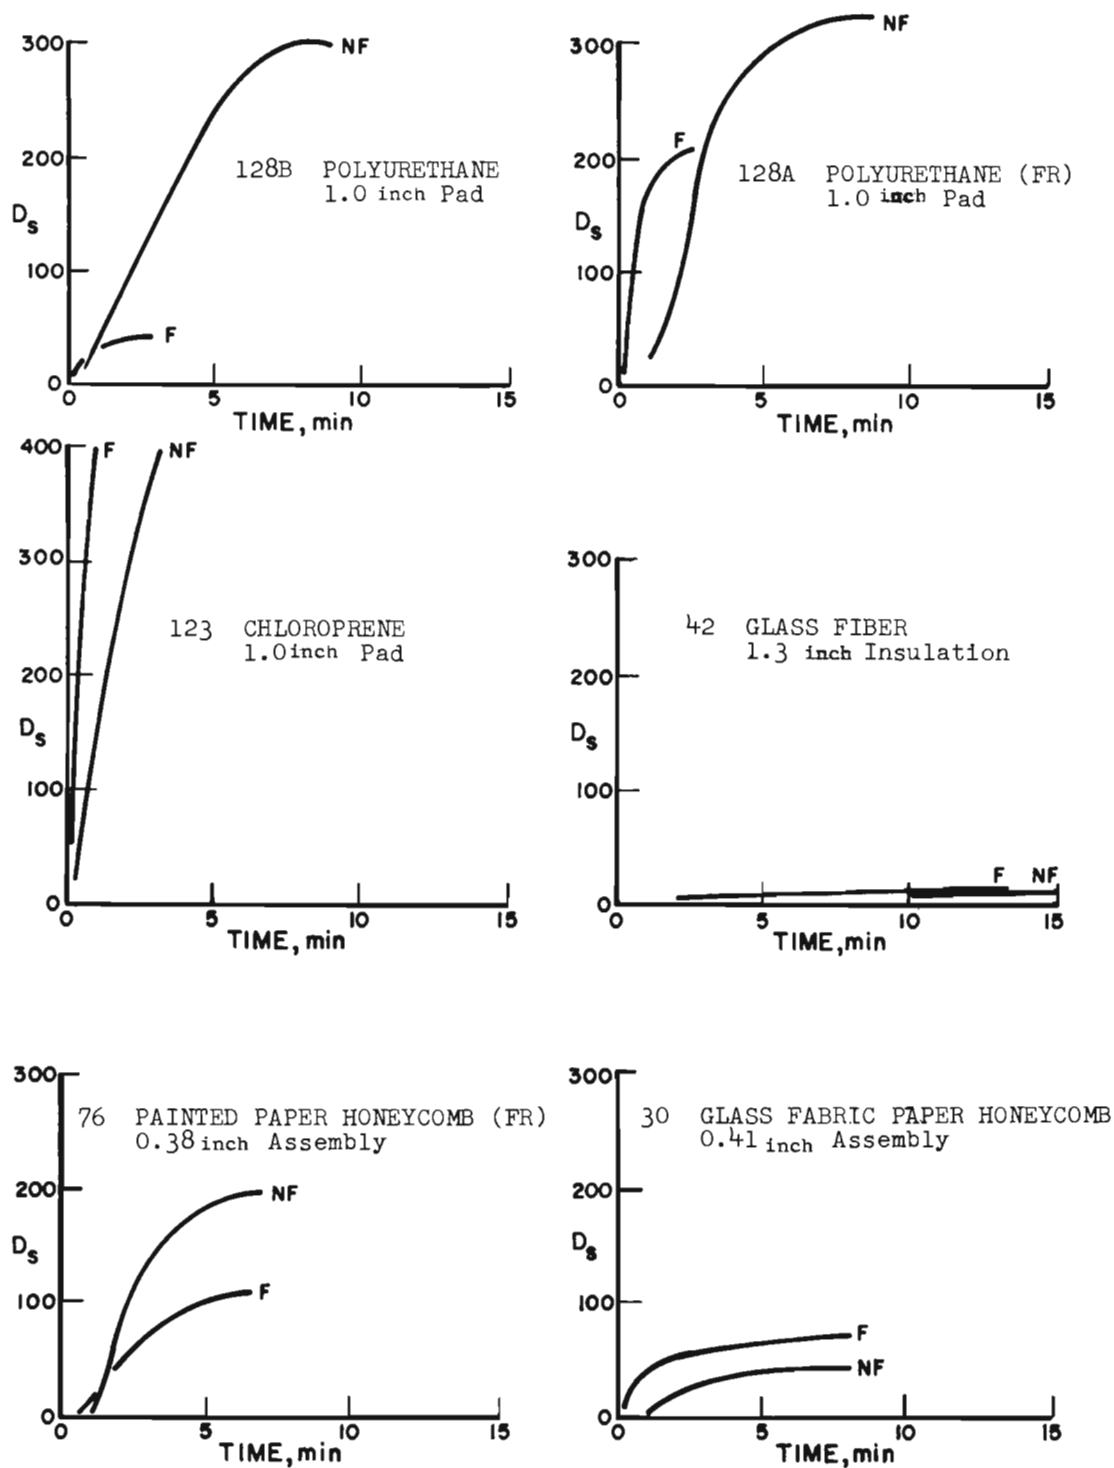 300
NF
200
128B POLYURETHANE
1.0 inch Pad
Ds
100
F
0
0 5 10 15
TIME, min
300
NF
F
200
128A POLYURETHANE (FR)
1.0 inch Pad
Ds
100
0
0 5 10 15
TIME, min
400
F NF
300
123 CHLOROPRENE
1.0 inch Pad
200
Ds
100
0
0 5 10 15
TIME, min
300
42 GLASS FIBER
1.3 inch Insulation
200
Ds
100
F NF
0
0 5 10 15
TIME, min
300
76 PAINTED PAPER HONEYCOMB (FR)
0.38 inch Assembly
200
NF
Ds
F
100
0
0 5 10 15
TIME, min
300
30 GLASS FABRIC PAPER HONEYCOMB
0.41 inch Assembly
200
Ds
100
F
NF
0
0 5 10 15
TIME, min